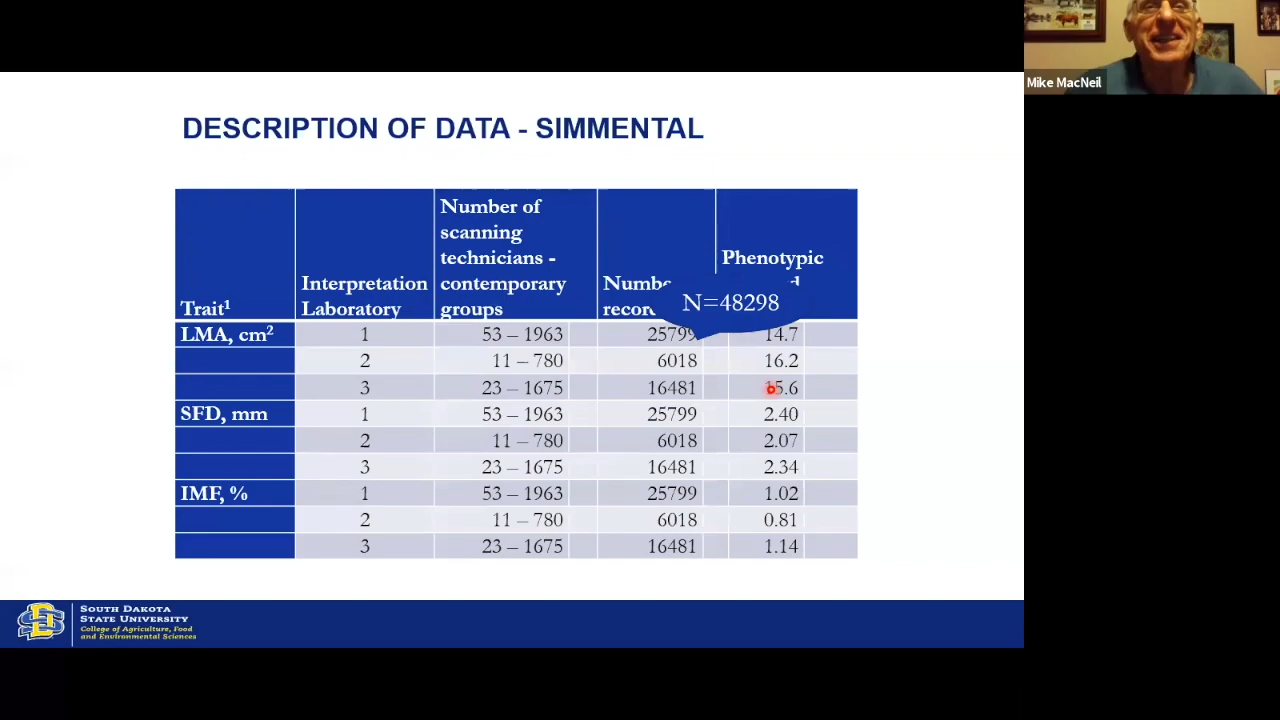 Mike MacNeil
DESCRIPTION OF DATA - SIMMENTAL
Trait1 Interpretation Laboratory Number of scanning technicians - contemporary groups Phenotypic
N=48298
LMA, cm² 1 53 – 1963 25799 14.7
2 11 – 780 6018 16.2
3 23 – 1675 16481 15.6
SFD, mm 1 53 – 1963 25799 2.40
2 11 – 780 6018 2.07
3 23 – 1675 16481 2.34
IMF, % 1 53 – 1963 25799 1.02
2 11 – 780 6018 0.81
3 23 – 1675 16481 1.14
SOUTH DAKOTA
STATE UNIVERSITY
College of Agriculture, Food
and Environmental Sciences